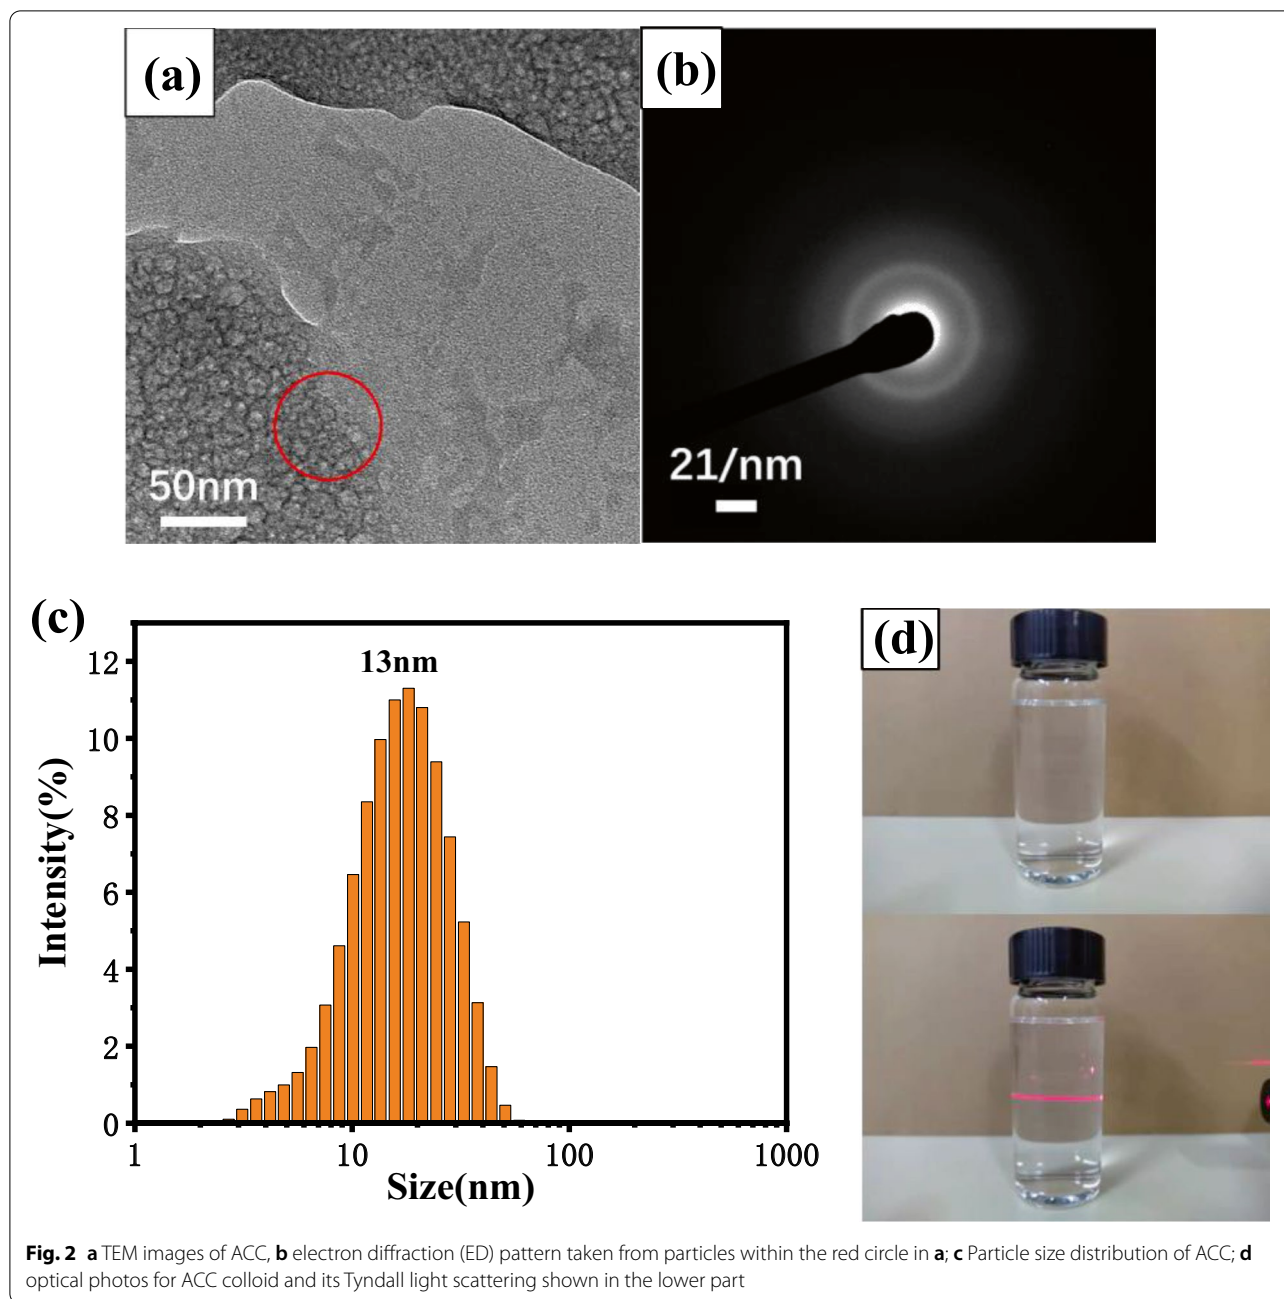 (a)
(b)
50nm
21/nm
(c)
(d)
13nm
12
10
8
6
4
2
0
Intensity(%)
1
10
100
1000
Size(nm)
Fig. 2 a TEM images of ACC, b electron diffraction (ED) pattern taken from particles within the red circle in a; c Particle size distribution of ACC; d
optical photos for ACC colloid and its Tyndall light scattering shown in the lower part